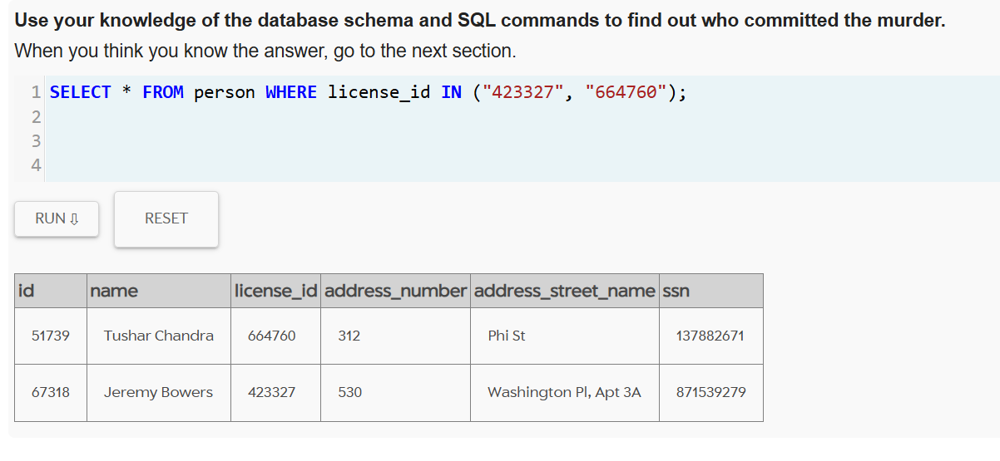 Use your knowledge of the database schema and SQL commands to find out who committed the murder.
When you think you know the answer, go to the next section.
1 SELECT * FROM person WHERE license_id IN ("423327", "664760");
2
3
4
RUN ⇩ RESET
id name license_id address_number address_street_name ssn
51739 Tushar Chandra 664760 312 Phi St 137882671
67318 Jeremy Bowers 423327 530 Washington Pl, Apt 3A 871539279